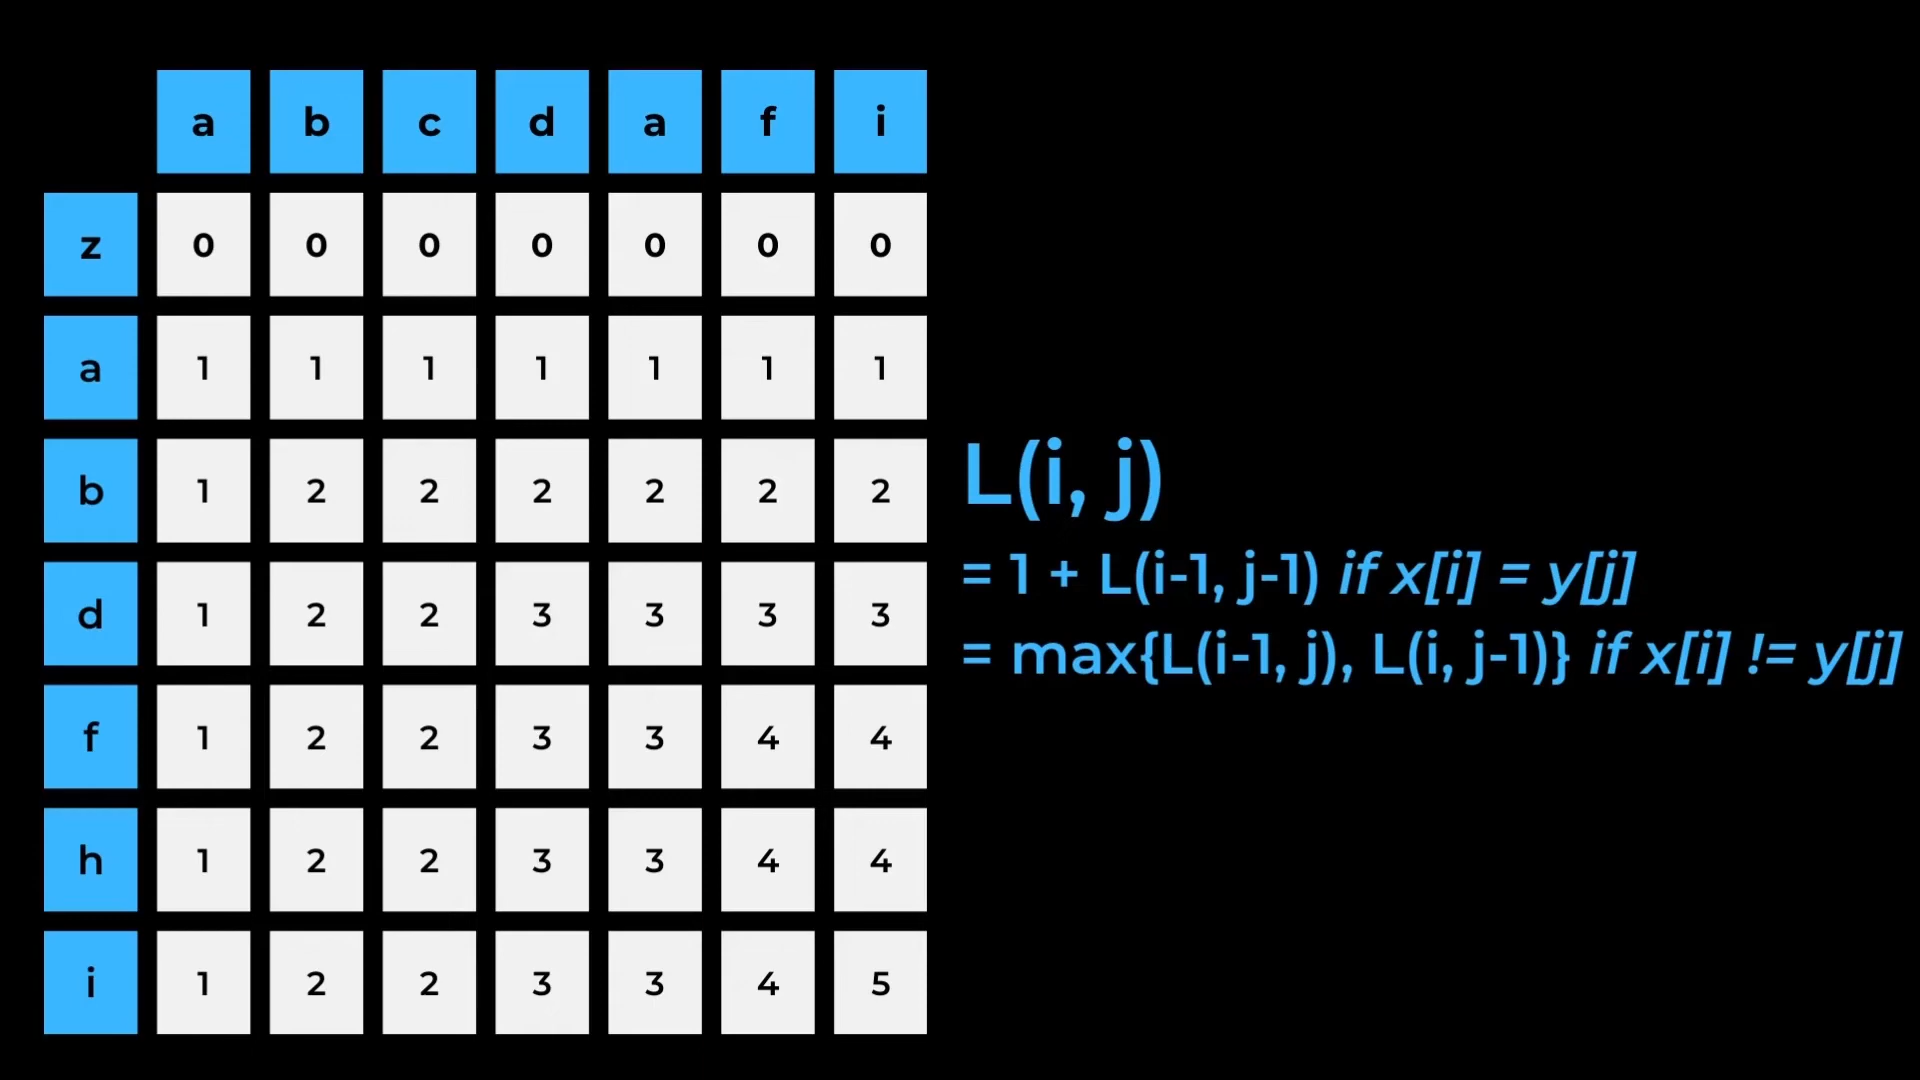 a b c d a f i
z 0 0 0 0 0 0 0
a 1 1 1 1 1 1 1
b 1 2 2 2 2 2 2
d 1 2 2 3 3 3 3
f 1 2 2 3 3 4 4
h 1 2 2 3 3 4 4
i 1 2 2 3 3 4 5
L(i, j)
= 1 + L(i-1, j-1) if x[i] = y[j]
= max{L(i-1, j), L(i, j-1)} if x[i] != y[j]